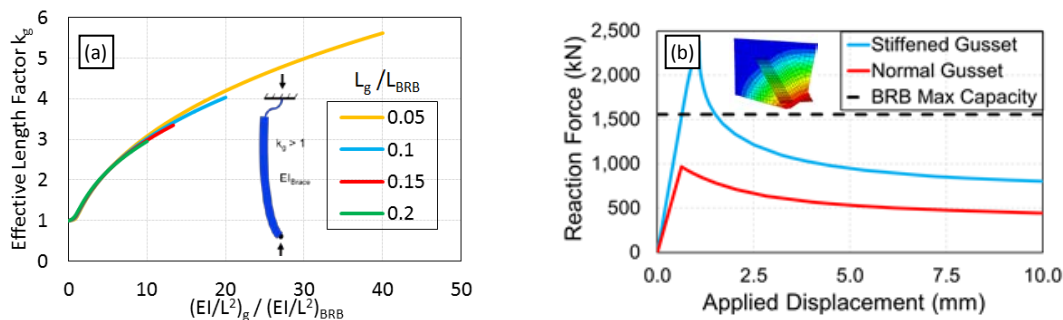 (a)
Effective Length Factor kg
6
5
4
3
2
1
0
0 10 20 30 40 50
(EI/L²)g / (EI/L²)BRB
kg > 1
EIBrace
Lg /LBRB
0.05
0.1
0.15
0.2
(b)
Reaction Force (kN)
2,500
2,000
1,500
1,000
500
0
0.0 2.5 5.0 7.5 10.0
Applied Displacement (mm)
Stiffened Gusset
Normal Gusset
BRB Max Capacity